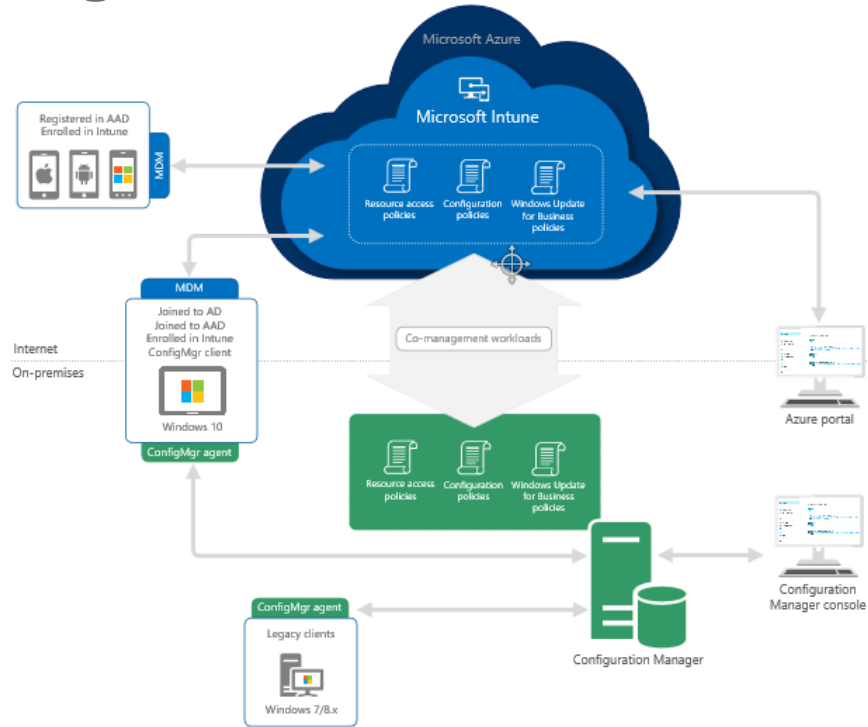 Microsoft Azure
Microsoft Intune
Registered in AAD
Enrolled in Intune
MDM
Resource access
policies
Configuration
policies
Windows Update
for Business
policies
MDM
Joined to AD
Joined to AAD
Enrolled in Intune
ConfigMgr client
Windows 10
ConfigMgr agent
Internet
On-premises
Co-management workloads
Azure portal
Resource access
policies
Configuration
policies
Windows Update
for Business
policies
Configuration
Manager console
ConfigMgr agent
Legacy clients
Windows 7/8.x
Configuration Manager